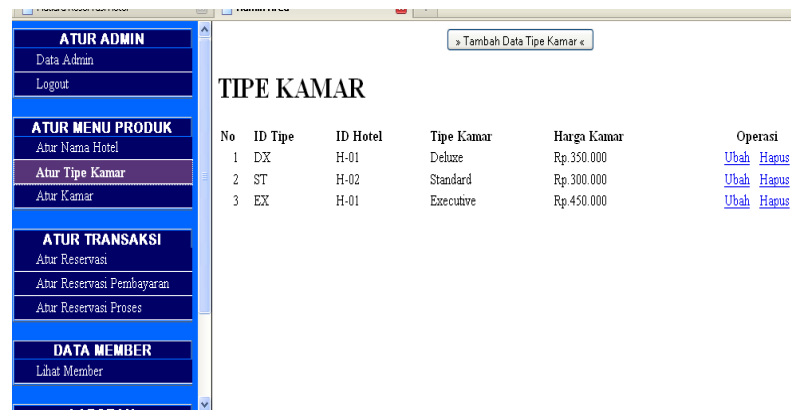 ATUR ADMIN
Data Admin
Logout
ATUR MENU PRODUK
Atur Nama Hotel
Atur Tipe Kamar
Atur Kamar
ATUR TRANSAKSI
Atur Reservasi
Atur Reservasi Pembayaran
Atur Reservasi Proses
DATA MEMBER
Lihat Member
» Tambah Data Tipe Kamar «
TIPE KAMAR
No ID Tipe ID Hotel Tipe Kamar Harga Kamar Operasi
1 DX H-01 Deluxe Rp.350.000 Ubah Hapus
2 ST H-02 Standard Rp.300.000 Ubah Hapus
3 EX H-01 Executive Rp.450.000 Ubah Hapus